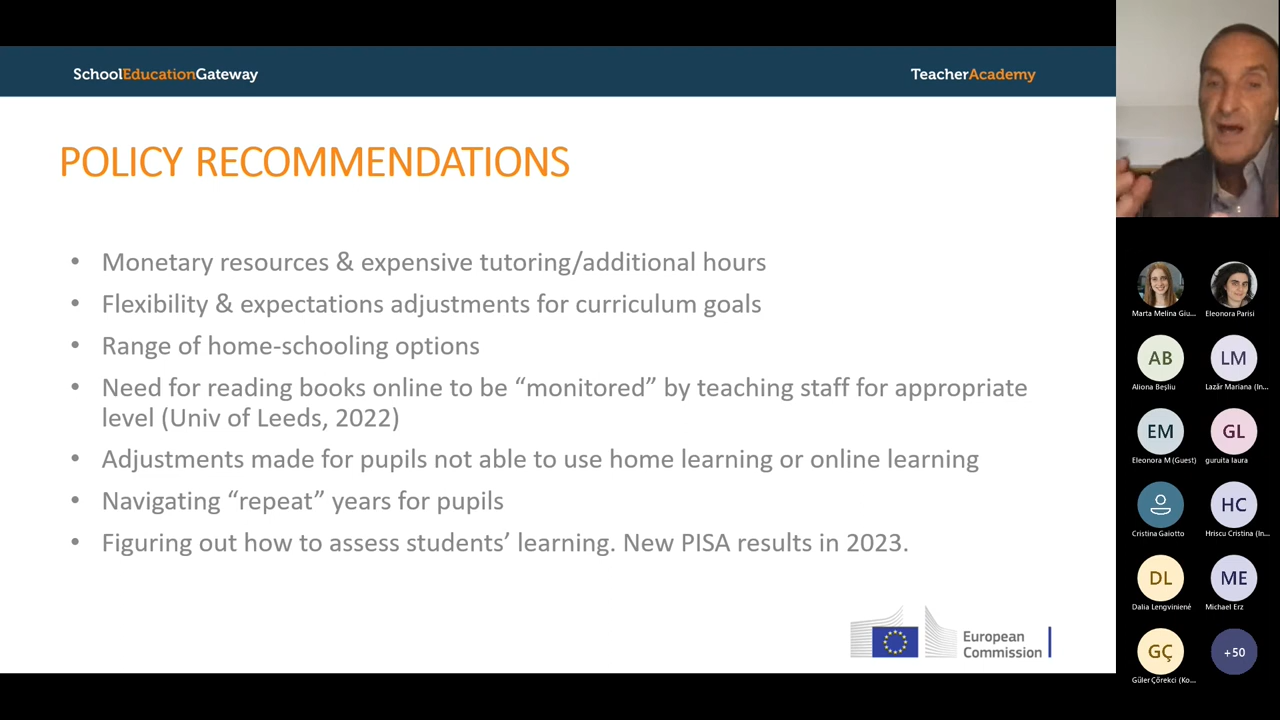 SchoolEducationGateway
TeacherAcademy
POLICY RECOMMENDATIONS
• Monetary resources & expensive tutoring/additional hours
• Flexibility & expectations adjustments for curriculum goals
• Range of home-schooling options
• Need for reading books online to be “monitored” by teaching staff for appropriate
level (Univ of Leeds, 2022)
• Adjustments made for pupils not able to use home learning or online learning
• Navigating “repeat” years for pupils
• Figuring out how to assess students’ learning. New PISA results in 2023.
European
Commission
Marta Melina Giu...
Eleonora Parisi
AB
Aliona Beşliu
LM
Lazăr Mariana (In...
EM
Eleonora M (Guest)
GL
guruita laura
Cristina Gaiotto
HC
Hriscu Cristina (In...
DL
Dalia Lengvinienė
ME
Michael Erz
GÇ
Güler Çörekci (Ko...
+50